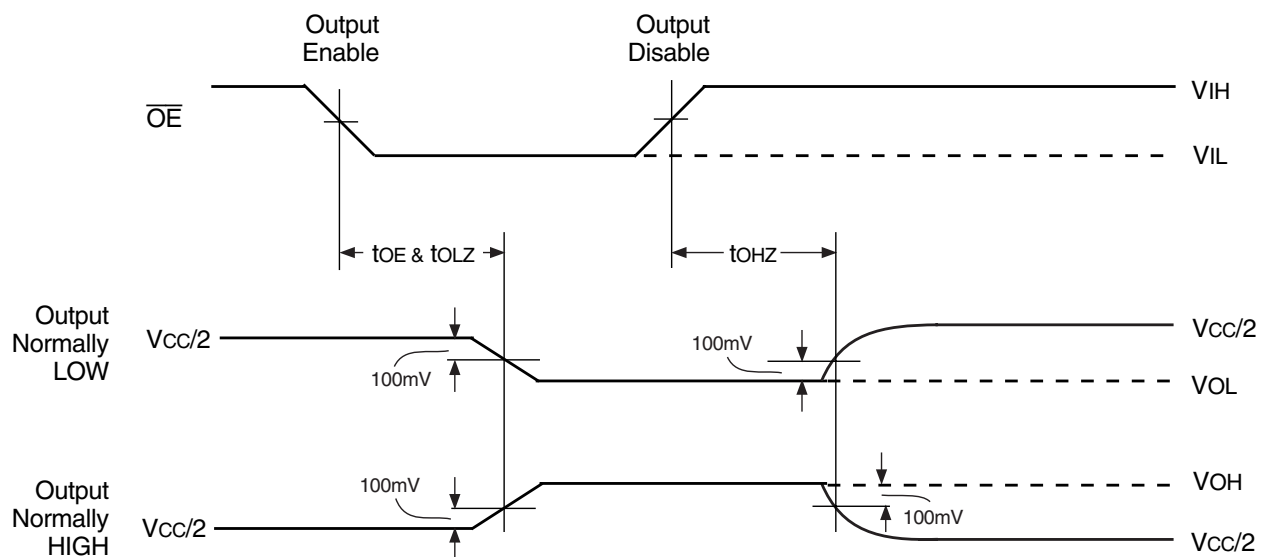 Output
Enable
Output
Disable
OE
VIH
VIL
tOE & tOLZ
tOHZ
Output
Normally
LOW
VCC/2
100mV
100mV
VCC/2
VOL
Output
Normally
HIGH
100mV
VCC/2
VOH
100mV
VCC/2